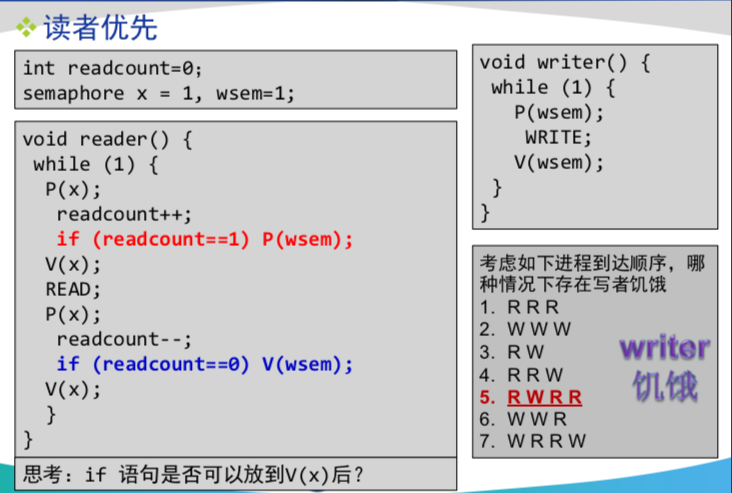 读者优先
int readcount=0;
semaphore x = 1, wsem=1;
void reader() {
while (1) {
P(x);
readcount++;
if (readcount==1) P(wsem);
V(x);
READ;
P(x);
readcount--;
if (readcount==0) V(wsem);
V(x);
}
}
思考: if 语句是否可以放到V(x)后?
void writer() {
while (1) {
P(wsem);
WRITE;
V(wsem);
}
}
考虑如下进程到达顺序，哪
种情况下存在写者饥饿
1. R R R
2. W W W
3. R W
4. R R W
5. R W R R
6. W W R
7. W R R W
writer
饥饿